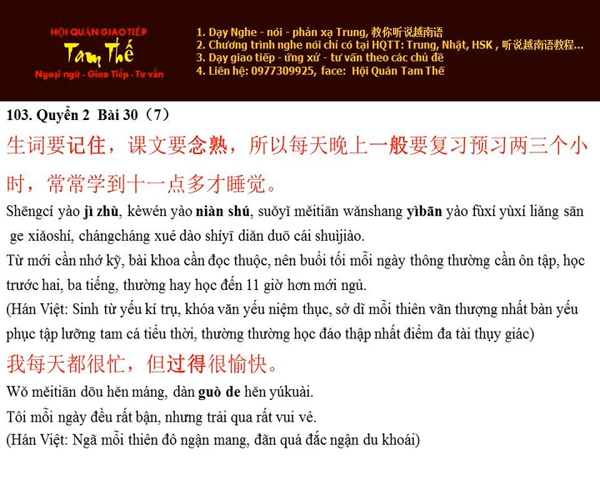 HỘI QUÁN GIAO TIẾP
Tam Thế
Ngoại ngữ - Giao Tiếp - Tư vấn
1. Dạy Nghe - nói - phản xạ Trung, 教你听说越南语
2. Chương trình nghe nói chỉ có tại HQTT: Trung, Nhật, HSK , 听说越南语教程...
3. Dạy giao tiếp - ứng xử - tư vấn theo các chủ đề
4. Liên hệ: 0977309925, face: Hội Quán Tam Thế
103. Quyển 2 Bài 30（7）
生词要记住，课文要念熟，所以每天晚上一般要复习预习两三个小
时，常常学到十一点多才睡觉。
Shēngcí yào jì zhù, kèwén yào niàn shú, suǒyǐ měitiān wǎnshang yìbān yào fùxí yùxí liǎng sān
ge xiǎoshí, chángcháng xué dào shíyī diǎn duō cái shuìjiào.
Từ mới cần nhớ kỹ, bài khoa cần đọc thuộc, nên buổi tối mỗi ngày thông thường cần ôn tập, học
trước hai, ba tiếng, thường hay học đến 11 giờ hơn mới ngủ.
(Hán Việt: Sinh từ yếu kí trụ, khóa văn yếu niệm thục, sở dĩ mỗi thiên vãn thượng nhất bàn yếu
phục tập lưỡng tam cá tiểu thời, thường thường học đáo thập nhất điểm đa tài thụy giác)
我每天都很忙，但过得很愉快。
Wǒ měitiān dōu hěn máng, dàn guò de hěn yúkuài.
Tôi mỗi ngày đều rất bận, nhưng trải qua rất vui vẻ.
(Hán Việt: Ngã mỗi thiên đô ngận mang, đãn quá đắc ngận du khoái)